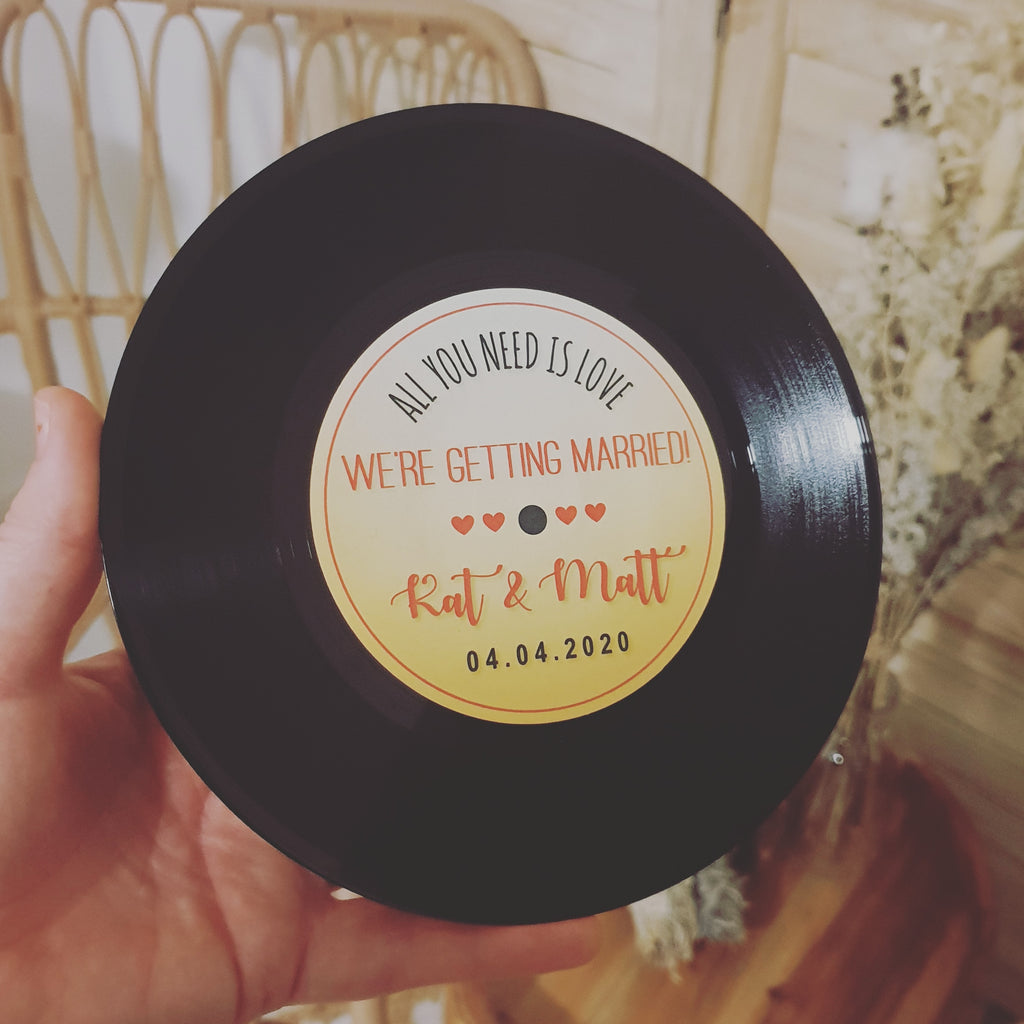 ALL YOU NEED IS LOVE
WE'RE GETTING MARRIED!
Kat & Matt
04.04.2020